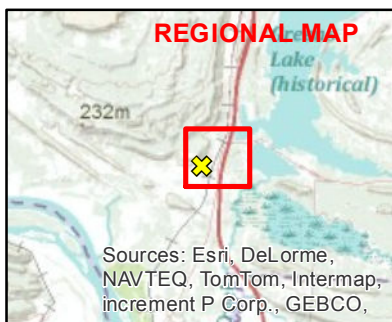 REGIONAL MAP
Lake
(historical)
232m
Sources: Esri, DeLorme,
NAVTEQ, TomTom, Intermap,
increment P Corp., GEBCO,